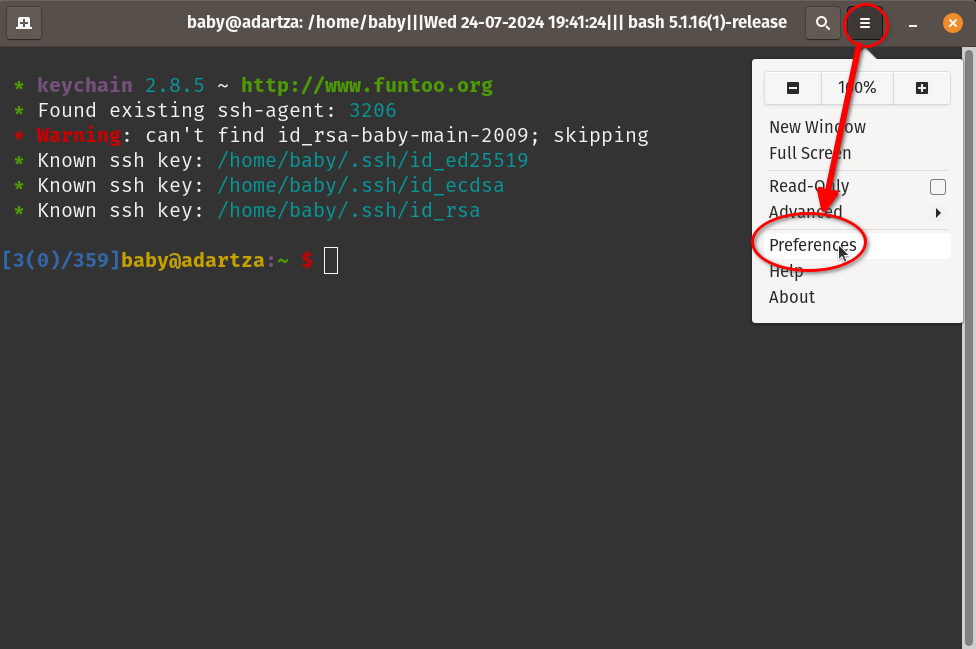 baby@adartza: /home/baby|||Wed 24-07-2024 19:41:24||| bash 5.1.16(1)-release
* keychain 2.8.5 ~ http://www.funtoo.org
* Found existing ssh-agent: 3206
* Warning: can't find id_rsa-baby-main-2009; skipping
* Known ssh key: /home/baby/.ssh/id_ed25519
* Known ssh key: /home/baby/.ssh/id_ecdsa
* Known ssh key: /home/baby/.ssh/id_rsa
[3(0)/359]baby@adartza:~ $
100%
New Window
Full Screen
Read-Only
Advanced
Preferences
Help
About